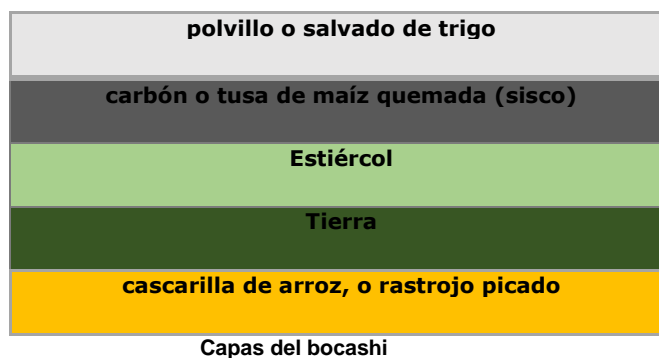 polvillo o salvado de trigo
carbón o tusa de maíz quemada (sisco)
Estiércol
Tierra
cascarilla de arroz, o rastrojo picado
Capas del bocashi